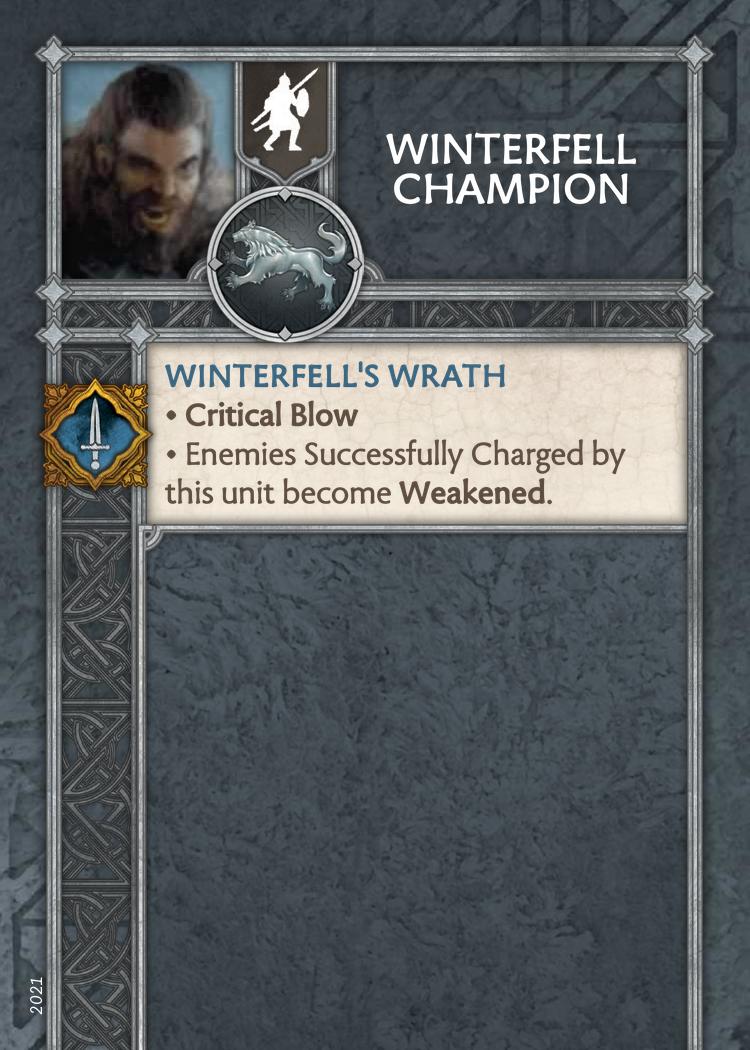 WINTERFELL
CHAMPION
WINTERFELL'S WRATH
• Critical Blow
• Enemies Successfully Charged by
this unit become Weakened.
2021